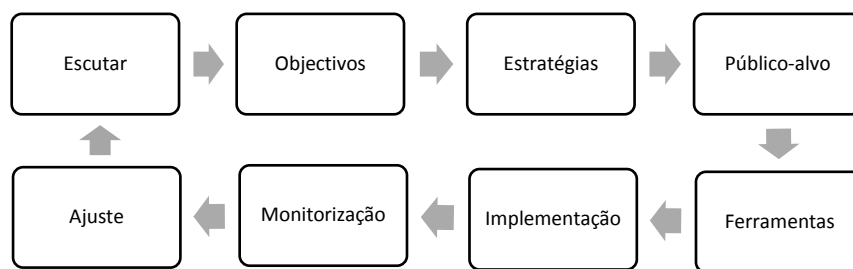 Escutar
Objectivos
Estratégias
Público-alvo
Ajuste
Monitorização
Implementação
Ferramentas